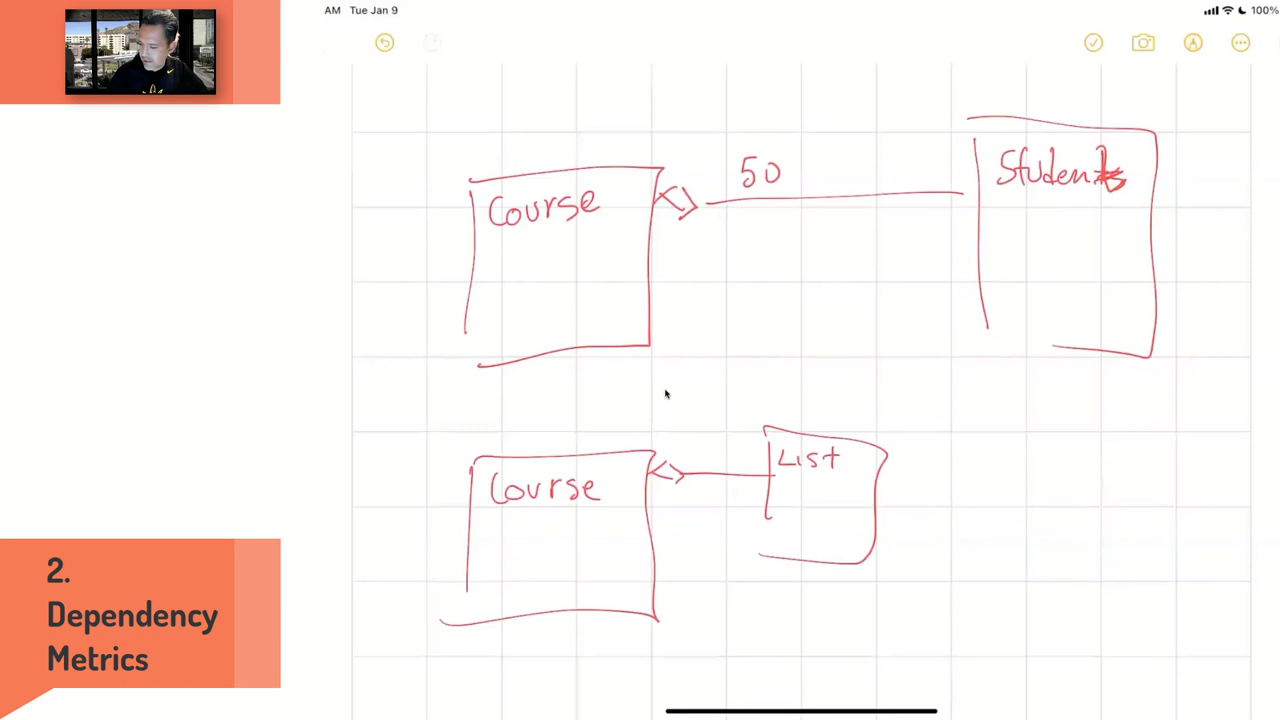 AM Tue Jan 9
100%
50
Student
Course
List
Course
2.
Dependency
Metrics